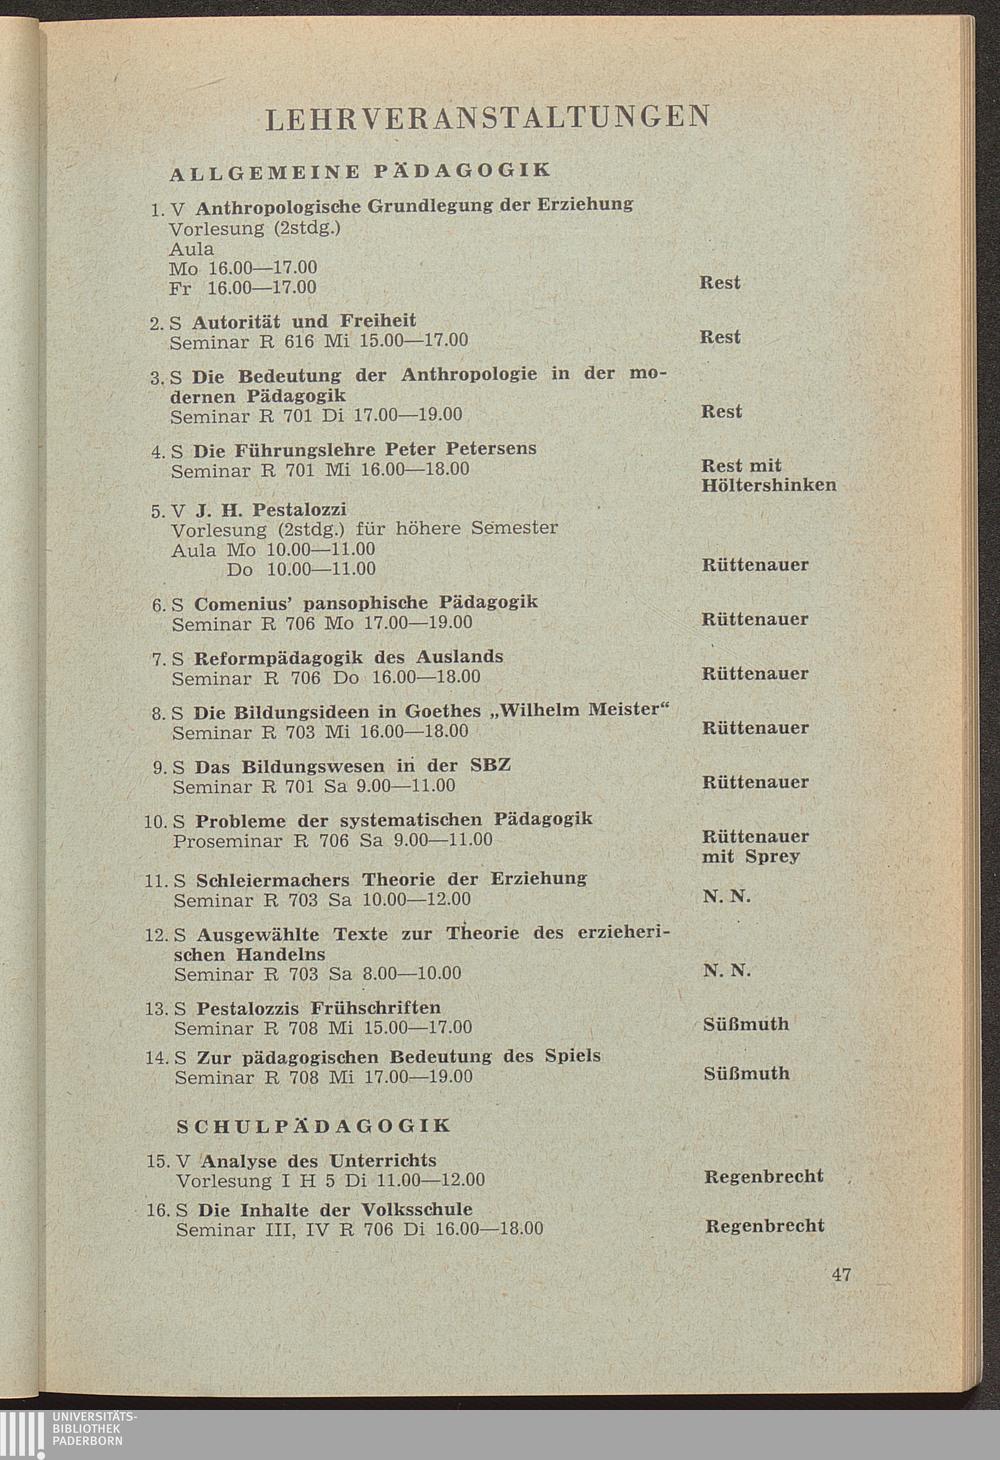 LEHRVERANSTALTUNGEN
ALLGEMEINE PÄDAGOGIK
1. V Anthropologische Grundlegung der Erziehung
Vorlesung (2stdg.)
Aula
Mo 16.00—17.00
Fr 16.00—17.00 Rest
2. S Autorität und Freiheit
Seminar R 616 Mi 15.00—17.00 Rest
3. S Die Bedeutung der Anthropologie in der mo-
dernen Pädagogik
Seminar R 701 Di 17.00—19.00 Rest
4. S Die Führungslehre Peter Petersens
Seminar R 701 Mi 16.00—18.00 Rest mit
Höltershinken
5. V J. H. Pestalozzi
Vorlesung (2stdg.) für höhere Semester
Aula Mo 10.00—11.00
Do 10.00—11.00 Rüttenauer
6. S Comenius' pansophische Pädagogik
Seminar R 706 Mo 17.00—19.00 Rüttenauer
7. S Reformpädagogik des Auslands
Seminar R 706 Do 16.00—18.00 Rüttenauer
8. S Die Bildungsideen in Goethes „Wilhelm Meister“
Seminar R 703 Mi 16.00—18.00 Rüttenauer
9. S Das Bildungswesen in der SBZ
Seminar R 701 Sa 9.00—11.00 Rüttenauer
10. S Probleme der systematischen Pädagogik
Proseminar R 706 Sa 9.00—11.00 Rüttenauer
mit Sprey
11. S Schleiermachers Theorie der Erziehung
Seminar R 703 Sa 10.00—12.00 N. N.
12. S Ausgewählte Texte zur Theorie des erzieheri-
schen Handelns
Seminar R 703 Sa 8.00—10.00 N. N.
13. S Pestalozzis Frühschriften
Seminar R 708 Mi 15.00—17.00 Süßmuth
14. S Zur pädagogischen Bedeutung des Spiels
Seminar R 708 Mi 17.00—19.00 Süßmuth
SCHULPÄDAGOGIK
15. V Analyse des Unterrichts
Vorlesung I H 5 Di 11.00—12.00 Regenbrecht
16. S Die Inhalte der Volksschule
Seminar III, IV R 706 Di 16.00—18.00 Regenbrecht
47
UNIVERSITÄTS-
BIBLIOTHEK
PADERBORN